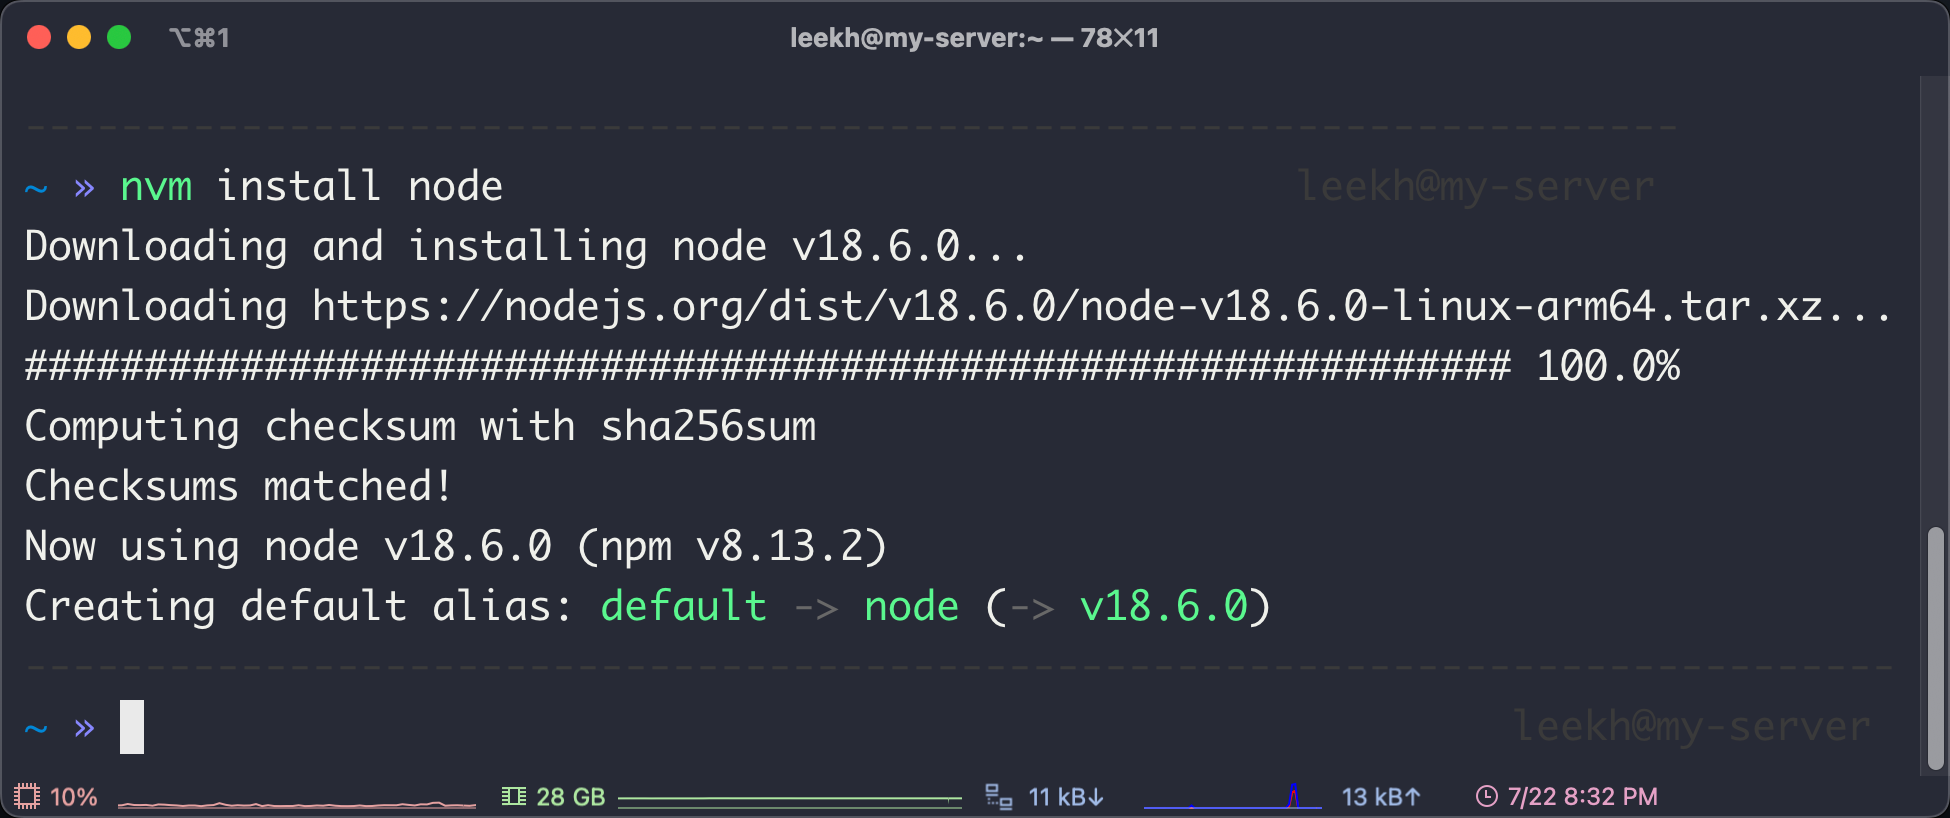 ⌥⌘1 leekh@my-server:~ — 78×11
--------------------------------------------------------------------- 
~ » nvm install node leekh@my-server
Downloading and installing node v18.6.0...
Downloading https://nodejs.org/dist/v18.6.0/node-v18.6.0-linux-arm64.tar.xz...
############################################################## 100.0%
Computing checksum with sha256sum
Checksums matched!
Now using node v18.6.0 (npm v8.13.2)
Creating default alias: default -> node (-> v18.6.0)
------------------------------------------------------------------------------
~ » leekh@my-server
10% 28 GB 11 kB↓ 13 kB↑ 7/22 8:32 PM